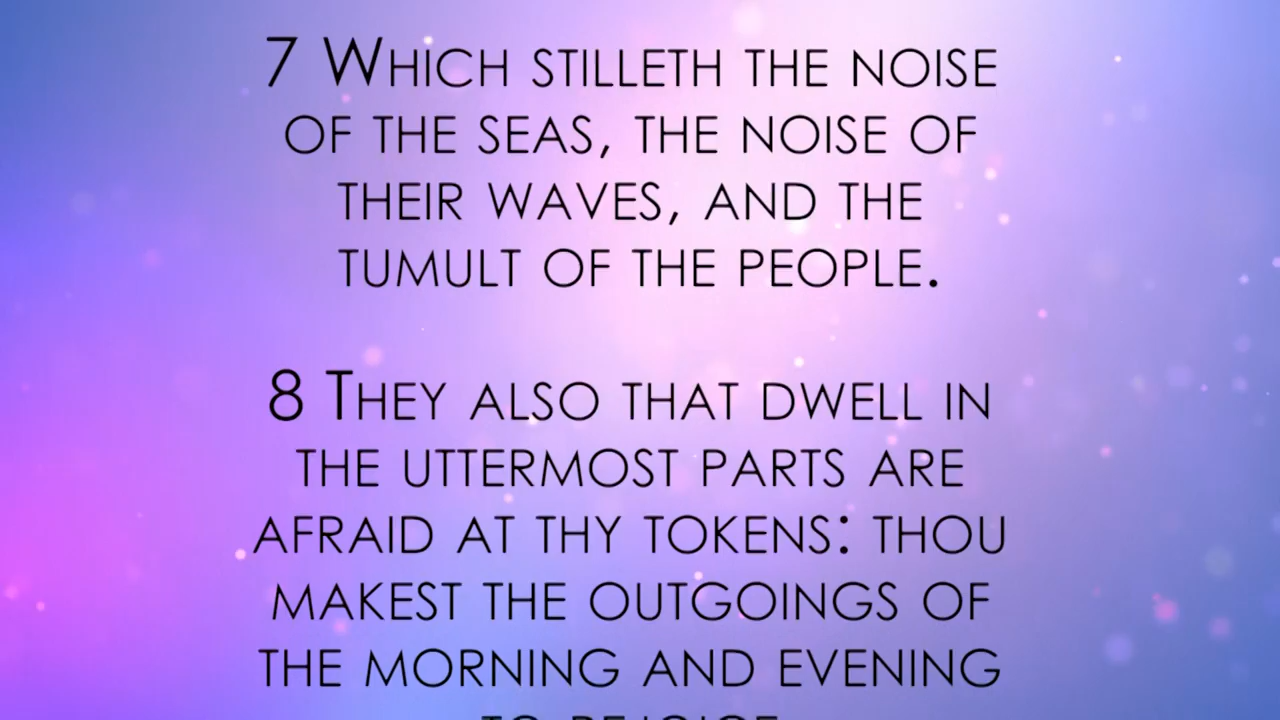 7 Which stilleth the noise
of the seas, the noise of
their waves, and the
tumult of the people.
8 They also that dwell in
the uttermost parts are
afraid at thy tokens: thou
makest the outgoings of
the morning and evening
to rejoice